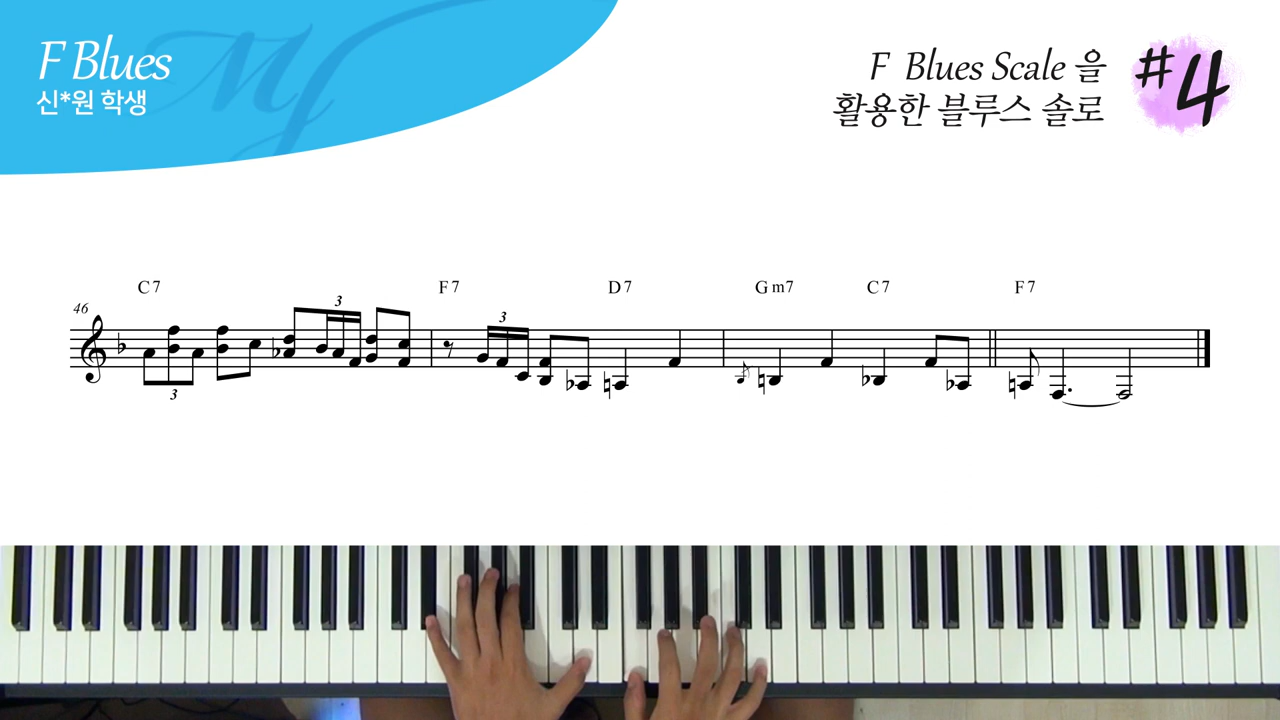 F Blues
신*원 학생
F Blues Scale 을
활용한 블루스 솔로
#4
C7 F7 D7 Gm7 C7 F7
46
3 3 3